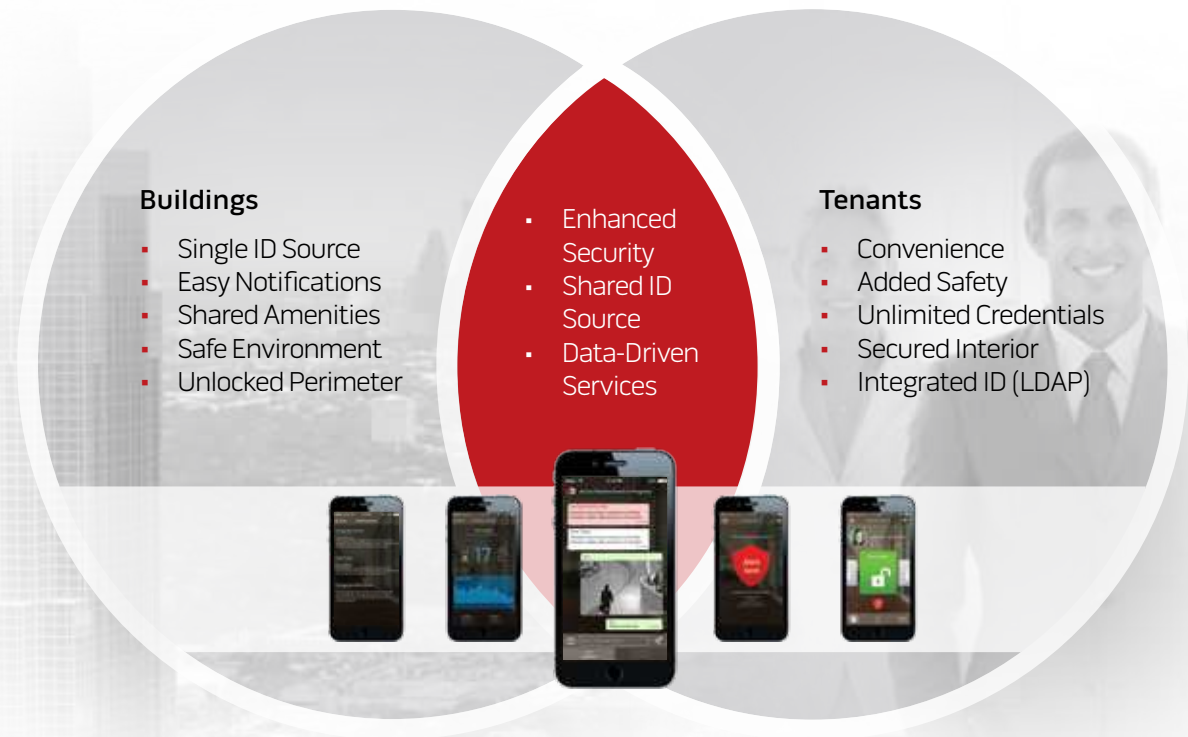 Buildings
Single ID Source
Easy Notifications
Shared Amenities
Safe Environment
Unlocked Perimeter
Enhanced
Security
Shared ID
Source
Data-Driven
Services
Tenants
Convenience
Added Safety
Unlimited Credentials
Secured Interior
Integrated ID (LDAP)
17